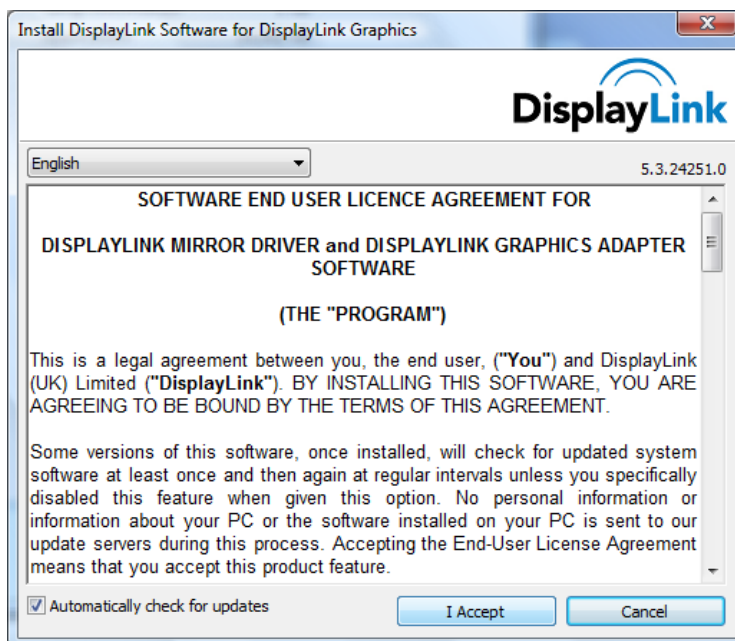 Install DisplayLink Software for DisplayLink Graphics
DisplayLink
English
5.3.24251.0
SOFTWARE END USER LICENCE AGREEMENT FOR
DISPLAYLINK MIRROR DRIVER and DISPLAYLINK GRAPHICS ADAPTER
SOFTWARE
(THE "PROGRAM")
This is a legal agreement between you, the end user, ("You") and DisplayLink
(UK) Limited ("DisplayLink"). BY INSTALLING THIS SOFTWARE, YOU ARE
AGREEING TO BE BOUND BY THE TERMS OF THIS AGREEMENT.
Some versions of this software, once installed, will check for updated system
software at least once and then again at regular intervals unless you specifically
disabled this feature when given this option. No personal information or
information about your PC or the software installed on your PC is sent to our
update servers during this process. Accepting the End-User License Agreement
means that you accept this product feature.
Automatically check for updates
I Accept
Cancel